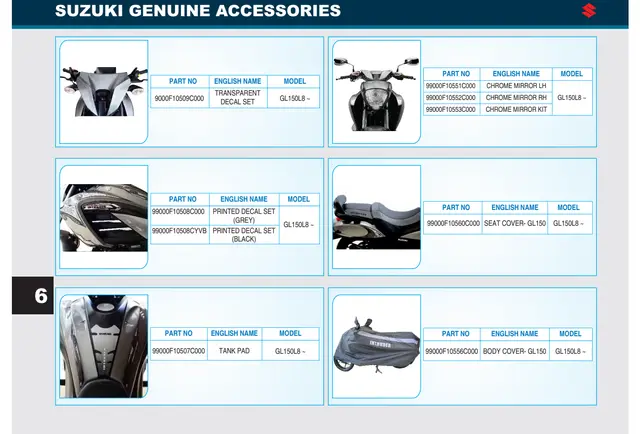 SUZUKI GENUINE ACCESSORIES
PART NO ENGLISH NAME MODEL
9000F10509C000 TRANSPARENT DECAL SET GL150L8 ~
PART NO ENGLISH NAME MODEL
99000F10551C000 CHROME MIRROR LH
99000F10552C000 CHROME MIRROR RH GL150L8 ~
99000F10553C000 CHROME MIRROR KIT
PART NO ENGLISH NAME MODEL
99000F10508C000 PRINTED DECAL SET (GREY) GL150L8 ~
99000F10508CYVB PRINTED DECAL SET (BLACK)
PART NO ENGLISH NAME MODEL
99000F10560C000 SEAT COVER- GL150 GL150L8 ~
6
PART NO ENGLISH NAME MODEL
99000F10507C000 TANK PAD GL150L8 ~
INTRUDER
PART NO ENGLISH NAME MODEL
99000F10556C000 BODY COVER- GL150 GL150L8 ~